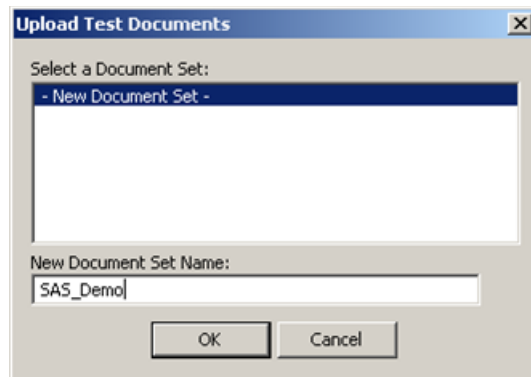 Upload Test Documents
Select a Document Set:
- New Document Set -
New Document Set Name:
SAS_Demo
OK
Cancel